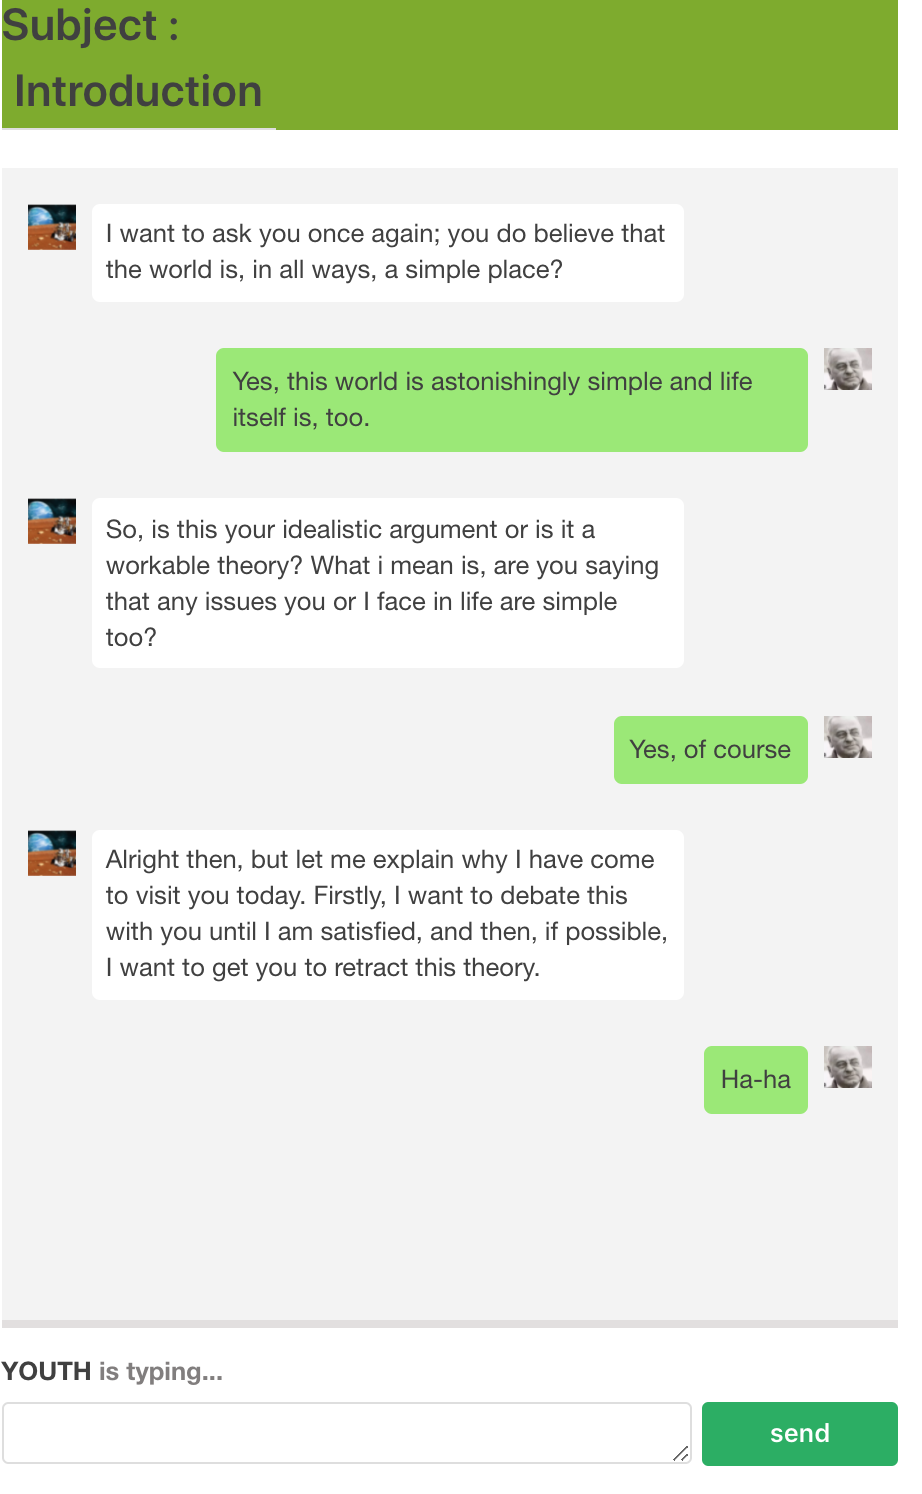 Subject :
Introduction
I want to ask you once again; you do believe that
the world is, in all ways, a simple place?
Yes, this world is astonishingly simple and life
itself is, too.
So, is this your idealistic argument or is it a
workable theory? What i mean is, are you saying
that any issues you or I face in life are simple
too?
Yes, of course
Alright then, but let me explain why I have come
to visit you today. Firstly, I want to debate this
with you until I am satisfied, and then, if possible,
I want to get you to retract this theory.
Ha-ha
YOUTH is typing...
send